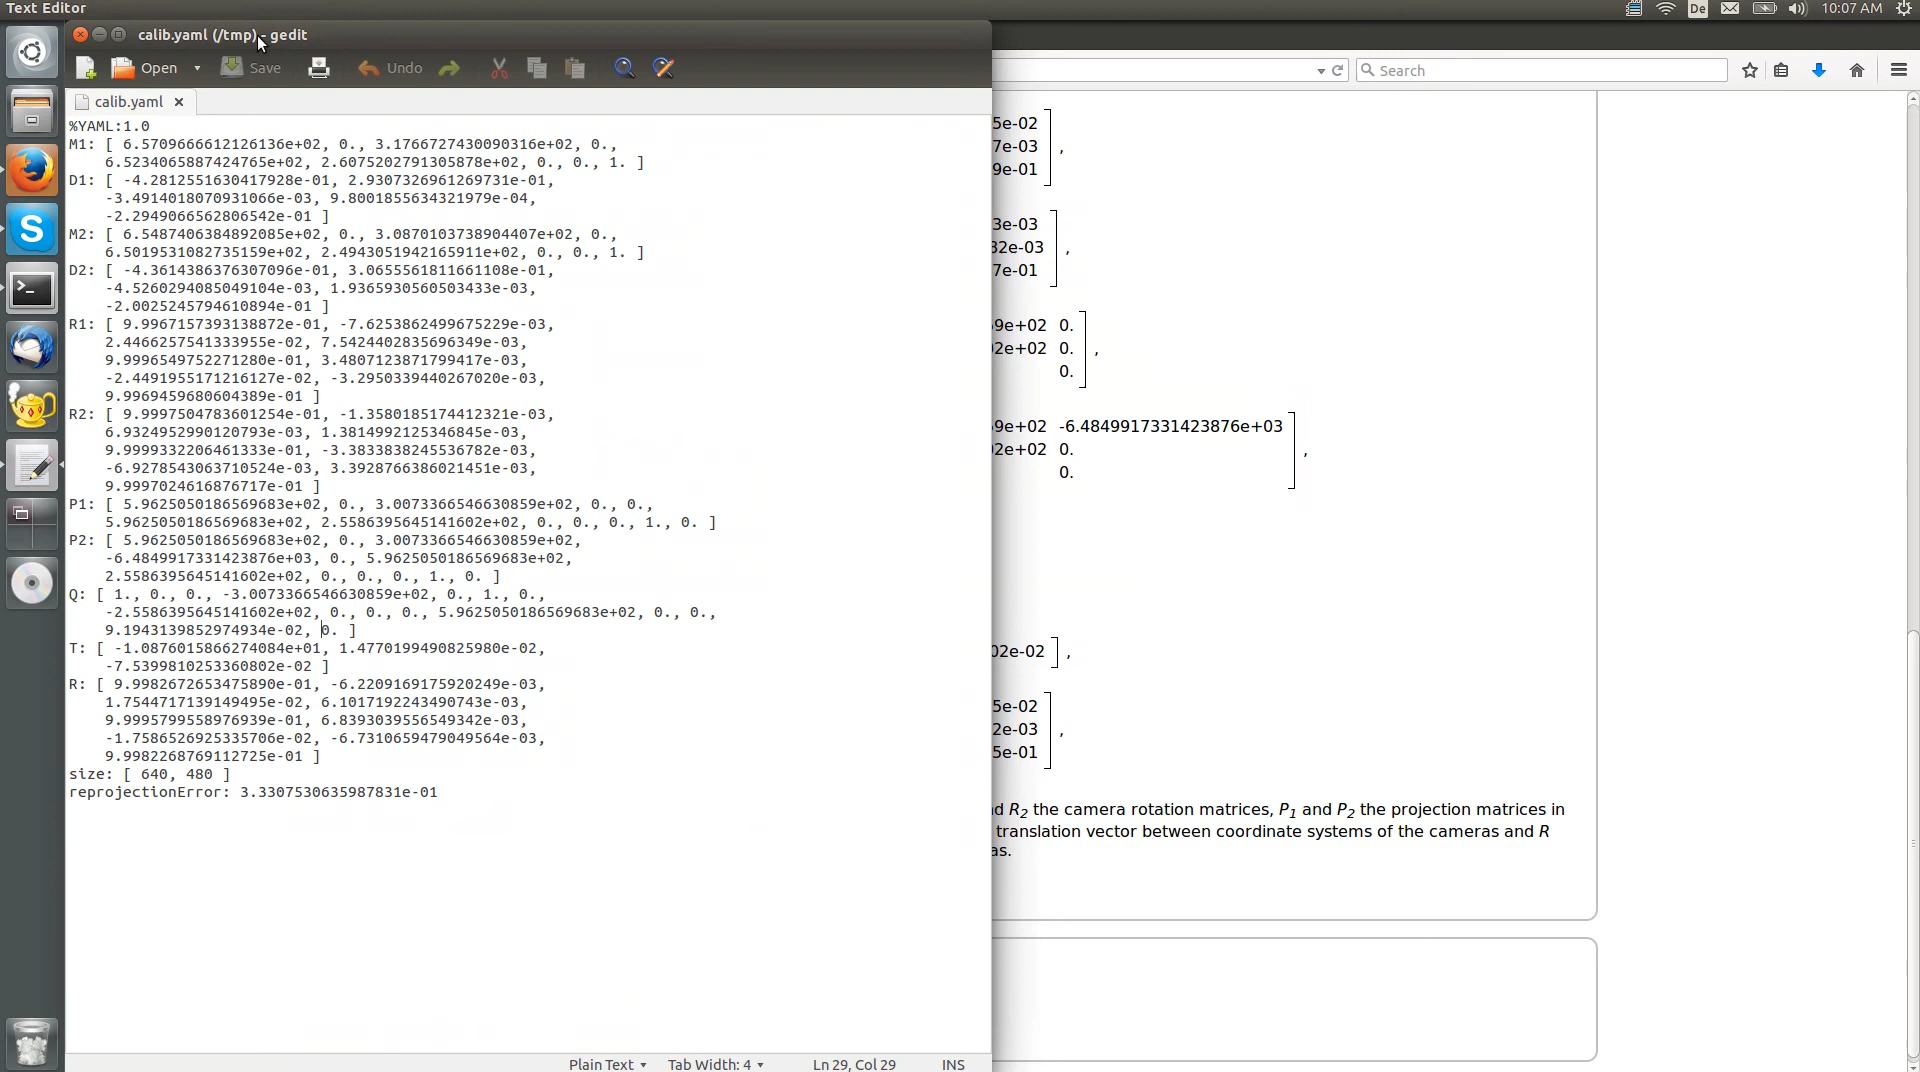 Text Editor
De
10:07 AM
calib.yaml (/tmp) - gedit
Open
Save
Undo
Search
calib.yaml
%YAML:1.0
M1: [ 6.5709666612126136e+02, 0., 3.1766727430090316e+02, 0.,
6.5234065887424765e+02, 2.6075202791305878e+02, 0., 0., 1. ]
D1: [ -4.2812551630417928e-01, 2.9307326961269731e-01,
-3.4914018070931066e-03, 9.8001855634321979e-04,
-2.2949066562806542e-01 ]
M2: [ 6.5487406384892085e+02, 0., 3.0870103738904407e+02, 0.,
6.5019531082735159e+02, 2.4943051942165911e+02, 0., 0., 1. ]
D2: [ -4.3614386376307096e-01, 3.0655561811661108e-01,
-4.5260294085049104e-03, 1.9365930560503433e-03,
-2.0025245794610894e-01 ]
R1: [ 9.9967157393138872e-01, -7.6253862499675229e-03,
2.4466257541333955e-02, 7.5424402835696349e-03,
9.9996549752271280e-01, 3.4807123871799417e-03,
-2.4491955171216127e-02, -3.2950339440267020e-03,
9.9969459680604389e-01 ]
R2: [ 9.9997504783601254e-01, -1.3580185174412321e-03,
6.9324952990120793e-03, 1.3814992125346845e-03,
9.9999332206461333e-01, -3.3833838245536782e-03,
-6.9278543063710524e-03, 3.3928766386021451e-03,
9.9997024616876717e-01 ]
P1: [ 5.9625050186569683e+02, 0., 3.0073366546630859e+02, 0., 0.,
5.9625050186569683e+02, 2.5586395645141602e+02, 0., 0., 0., 1., 0. ]
P2: [ 5.9625050186569683e+02, 0., 3.0073366546630859e+02,
-6.4849917331423876e+03, 0., 5.9625050186569683e+02,
2.5586395645141602e+02, 0., 0., 0., 1., 0. ]
Q: [ 1., 0., 0., -3.0073366546630859e+02, 0., 1., 0.,
-2.5586395645141602e+02, 0., 0., 0., 5.9625050186569683e+02, 0., 0.,
9.1943139852974934e-02, 0. ]
T: [ -1.0876015866274084e+01, 1.4770199490825980e-02,
-7.5399810253360802e-02 ]
R: [ 9.9982672653475890e-01, -6.2209169175920249e-03,
1.7544717139149495e-02, 6.1017192243490743e-03,
9.9995799558976939e-01, 6.8393039556549342e-03,
-1.7586526925335706e-02, -6.7310659479049564e-03,
9.9982268769112725e-01 ]
size: [ 640, 480 ]
reprojectionError: 3.3307530635987831e-01
5e-02
7e-03 ,
9e-01
3e-03
32e-03 ,
7e-01
59e+02 0.
02e+02 0. ,
0.
59e+02 -6.4849917331423876e+03
02e+02 0. ,
0.
02e-02 ,
5e-02
2e-03 ,
5e-01
nd R2 the camera rotation matrices, P1 and P2 the projection matrices in
translation vector between coordinate systems of the cameras and R
as.
Plain Text
Tab Width: 4
Ln 29, Col 29
INS